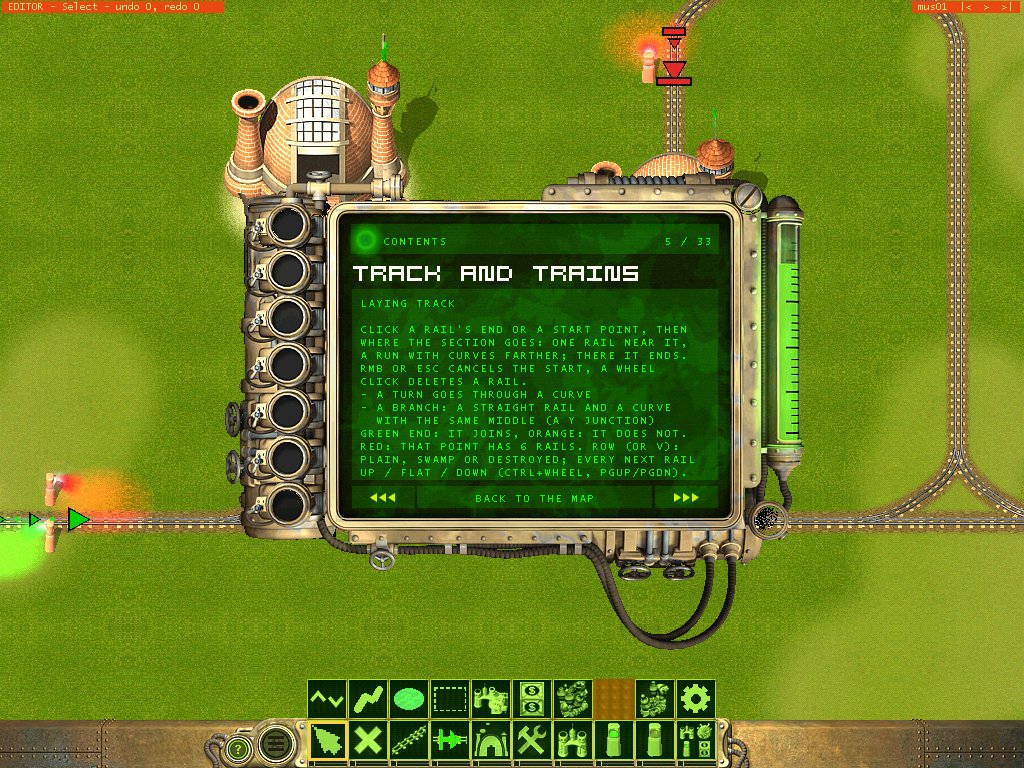 EDITOR - Select - undo 0, redo 0
mus01 |< > >|
CONTENTS
5 / 33
TRACK AND TRAINS
LAYING TRACK
CLICK A RAIL'S END OR A START POINT, THEN
WHERE THE SECTION GOES: ONE RAIL NEAR IT,
A RUN WITH CURVES FARTHER; THERE IT ENDS.
RMB OR ESC CANCELS THE START, A WHEEL
CLICK DELETES A RAIL.
- A TURN GOES THROUGH A CURVE
- A BRANCH: A STRAIGHT RAIL AND A CURVE
WITH THE SAME MIDDLE (A Y JUNCTION)
GREEN END: IT JOINS, ORANGE: IT DOES NOT.
RED: THAT POINT HAS 6 RAILS. ROW (OR V):
PLAIN, SWAMP OR DESTROYED; EVERY NEXT RAIL
UP / FLAT / DOWN (CTRL+WHEEL, PGUP/PGDN).
BACK TO THE MAP
?